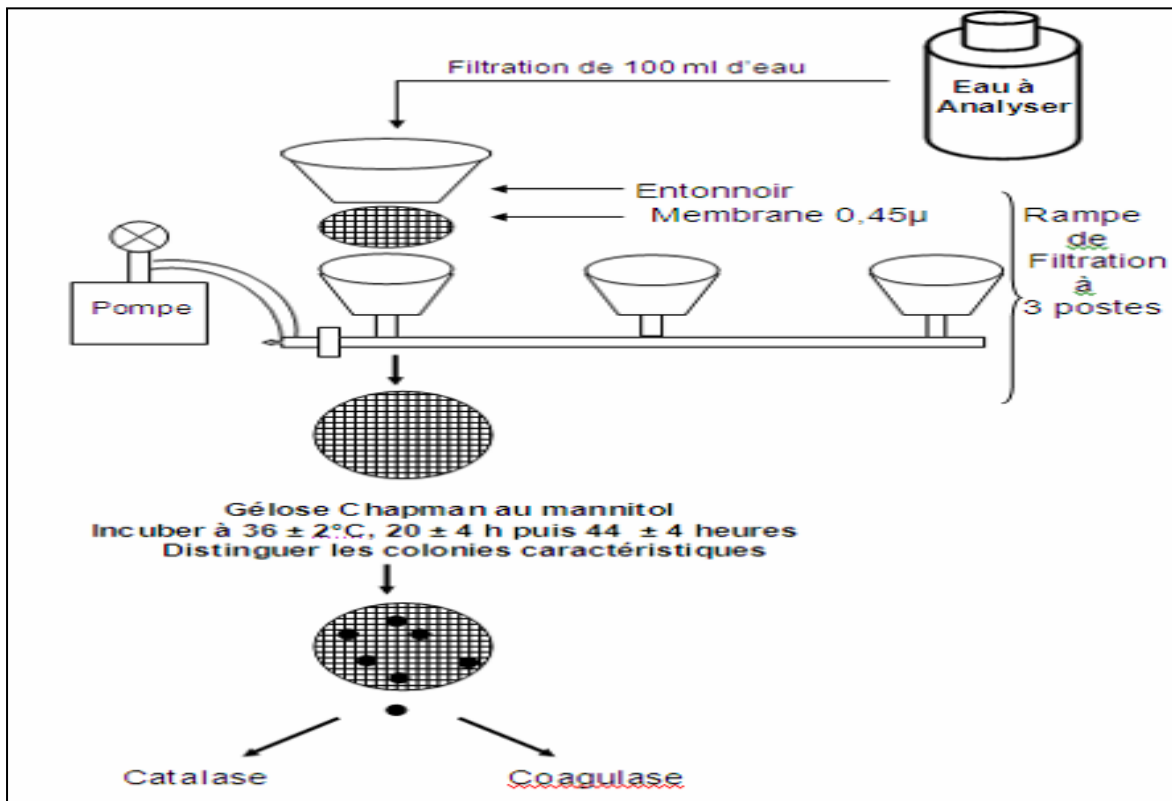 Filtration de 100 ml d'eau
Eau à
Analyser
Entonnoir
Membrane 0,45µ
Rampe
de
Filtration
à
3 postes
Pompe
Gélose Chapman au mannitol
Incuber à 36 ± 2°C, 20 ± 4 h puis 44 ± 4 heures
Distinguer les colonies caractéristiques
Catalase
Coagulase